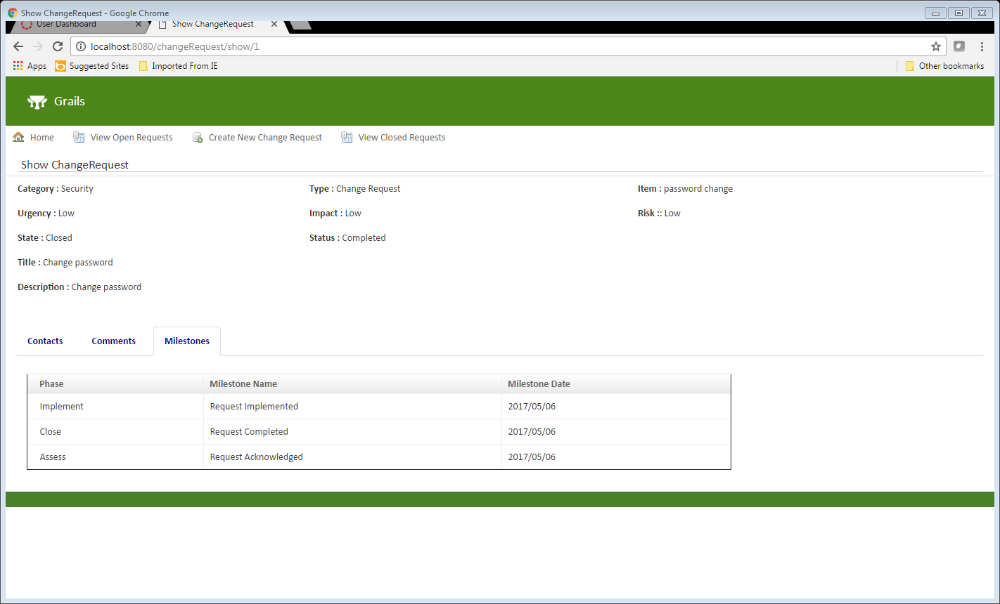 Show ChangeRequest - Google Chrome
User Dashboard Show ChangeRequest
localhost:8080/changeRequest/show/1
Apps Suggested Sites Imported From IE Other bookmarks
Grails
Home View Open Requests Create New Change Request View Closed Requests
Show ChangeRequest
Category : Security Type : Change Request Item : password change
Urgency : Low Impact : Low Risk :: Low
State : Closed Status : Completed
Title : Change password
Description : Change password
Contacts Comments Milestones
Phase Milestone Name Milestone Date
Implement Request Implemented 2017/05/06
Close Request Completed 2017/05/06
Assess Request Acknowledged 2017/05/06